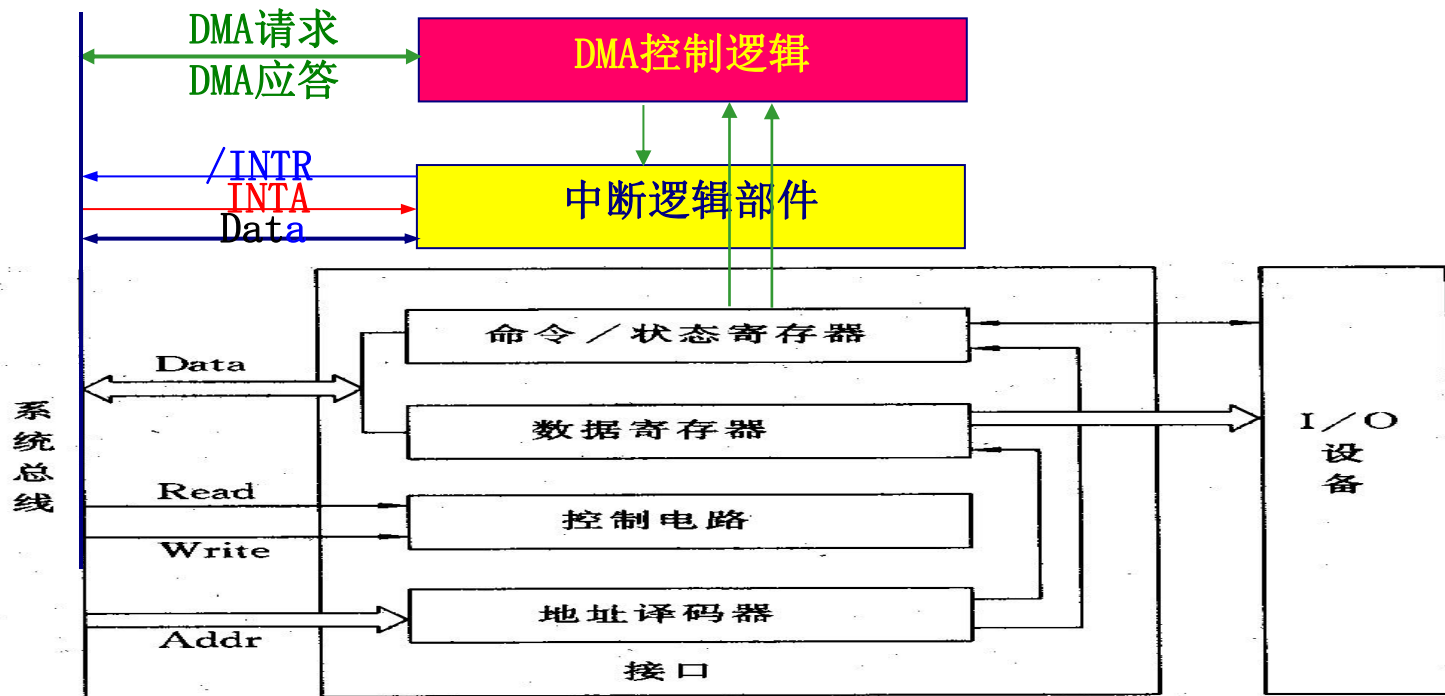 DMA请求
DMA应答
DMA控制逻辑
/INTR
INTA
Data
中断逻辑部件
命令／状态寄存器
Data
数据寄存器
系统总线
I／O设备
Read
Write
控制电路
Addr
地址译码器
接口